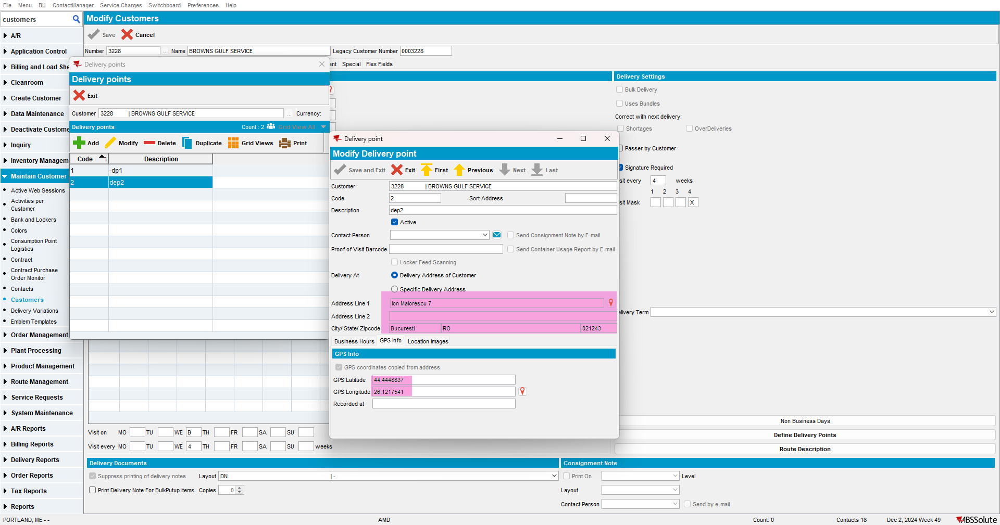 File Menu BU ContactManager Service Charges Switchboard Preferences Help
customers
Modify Customers
Save Cancel
Number 3228 ... Name BROWNS GULF SERVICE Legacy Customer Number 0003228
Special Flex Fields
A/R
Application Control
Billing and Load She
Cleanroom
Create Customer
Data Maintenance
Deactivate Custome
Inquiry
Inventory Managem
Maintain Customer
Active Web Sessions
Activities per
Customer
Bank and Lockers
Colors
Consumption Point
Logistics
Contract
Contract Purchase
Order Monitor
Contacts
Customers
Delivery Variations
Emblem Templates
Order Management
Plant Processing
Product Management
Route Management
Service Requests
System Maintenance
A/R Reports
Billing Reports
Delivery Reports
Order Reports
Tax Reports
Reports
Delivery points
Delivery points
Exit
Customer 3228 | BROWNS GULF SERVICE ... Currency:
Delivery points Count : 2 Grid View All
Add Modify Delete Duplicate Grid Views Print
Code 1 Description
1 -dp1
2 dep2
Delivery point
Modify Delivery point
Save and Exit Exit First Previous Next Last
Customer 3228 | BROWNS GULF SERVICE
Code 2 Sort Address
Description dep2
Active
Contact Person Send Consignment Note by E-mail
Proof of Visit Barcode Send Container Usage Report by E-mail
Locker Feed Scanning
Delivery At Delivery Address of Customer
Specific Delivery Address
Address Line 1 Ion Maiorescu 7
Address Line 2
City/ State/ Zipcode Bucuresti RO 021243
Business Hours GPS Info Location Images
GPS Info
GPS coordinates copied from address
GPS Latitude 44.4448837
GPS Longitude 26.1217541
Recorded at
Delivery Settings
Bulk Delivery
Uses Bundles
Correct with next delivery:
Shortages OverDeliveries
Passer by Customer
Signature Required
sit every 4 weeks
1 2 3 4
sit Mask X
elivery Term
Non Business Days
Define Delivery Points
Route Description
Visit on MO TU WE B TH FR SA SU
Visit every MO TU WE 4 TH FR SA SU weeks
Delivery Documents
Suppress printing of delivery notes Layout DN | -
Print Delivery Note For BulkPutup Items Copies 0
Consignment Note
Print On Level
Layout
Contact Person Send by e-mail
PORTLAND, ME - - AMD Count: 0 Contacts 18 Dec 2, 2024 Week 49 ABSSolute